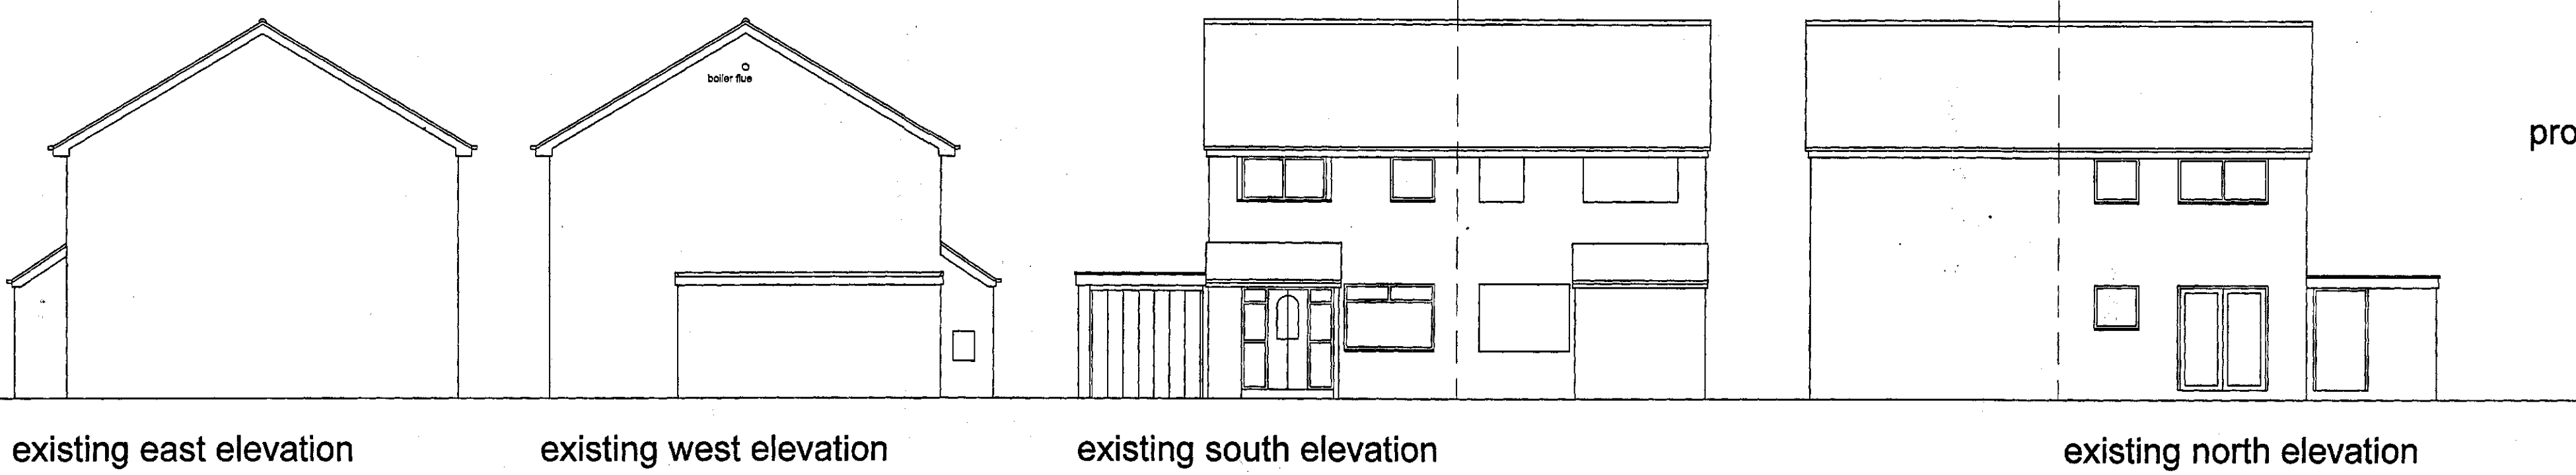 boiler flue
pro
existing east elevation
existing west elevation
existing south elevation
existing north elevation